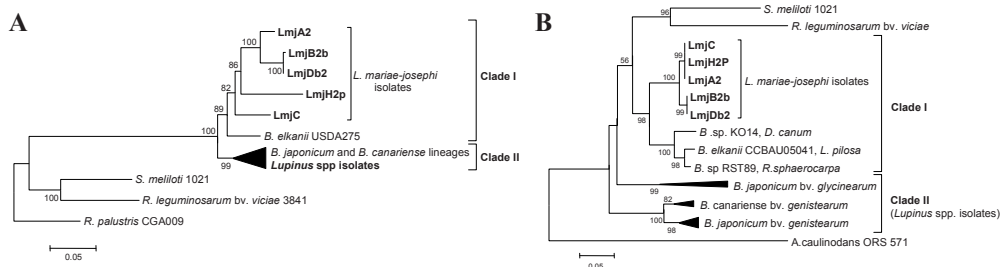 A
LmjA2
100
LmjB2b
100
86
LmjDb2
L. mariae-josephi
isolates
82
LmjH2p
89
LmjC
Clade I
100
B. elkanii USDA275
B. japonicum and B. canariense lineages
Lupinus spp isolates
Clade II
99
S. meliloti 1021
100
R. leguminosarum bv. viciae 3841
R. palustris CGA009
0.05
B
S. meliloti 1021
96
R. leguminosarum bv. viciae
LmjC
99
LmjH2P
56
LmjA2
100
L. mariae-josephi isolates
LmjB2b
99
LmjDb2
98
Clade I
B .sp. KO14, D. canum
100
B. elkanii CCBAU05041, L. pilosa
98
B. sp RST89, R.sphaerocarpa
B. japonicum bv. glycinearum
99
82
B. canariense bv. genistearum
Clade II
(Lupinus spp. isolates)
100
B. japonicum bv. genistearum
98
A.caulinodans ORS 571
0.05